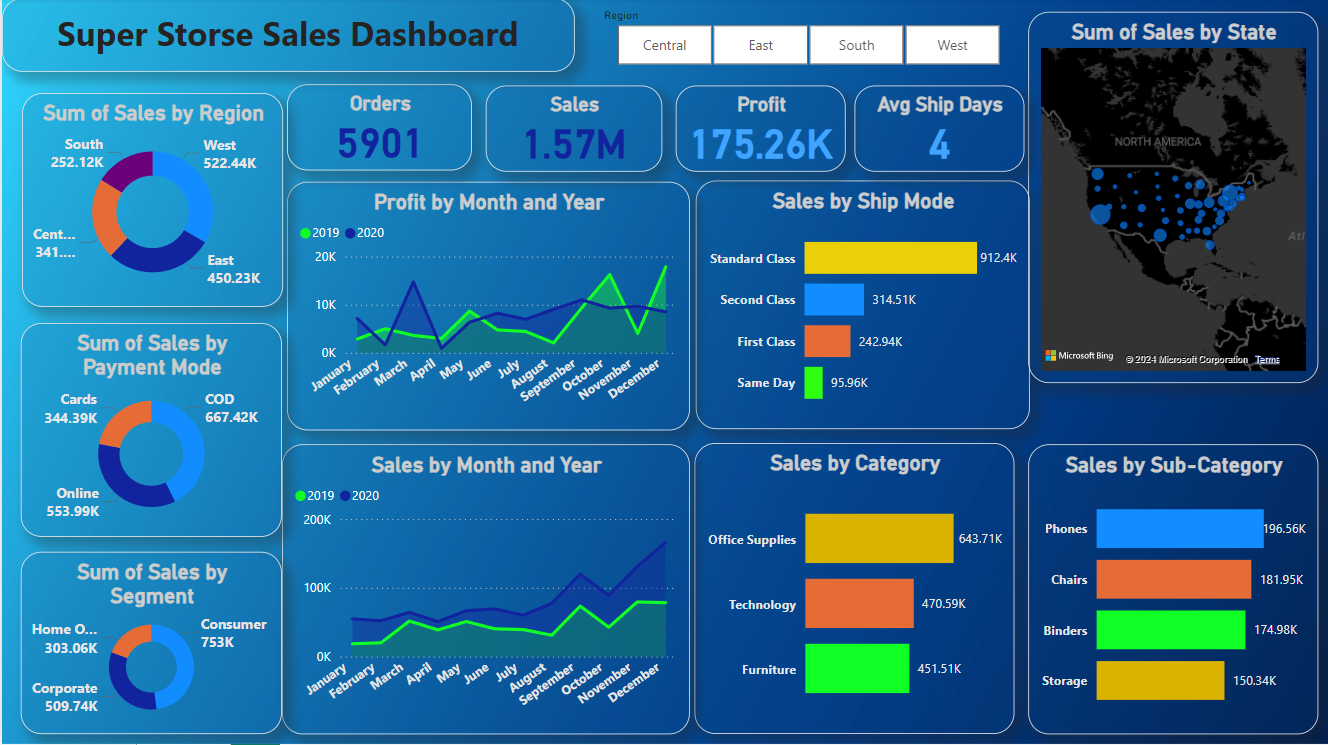 Super Storse Sales Dashboard
Region
Central
East
South
West
Sum of Sales by State
NORTH AMERICA
Atl
Microsoft Bing
© 2024 Microsoft Corporation Terms
Sum of Sales by Region
South
252.12K
West
522.44K
Cent...
341....
East
450.23K
Orders
5901
Sales
1.57M
Profit
175.26K
Avg Ship Days
4
Profit by Month and Year
2019 2020
20K
10K
0K
January
February
March
April
May
June
July
August
September
October
November
December
Sales by Ship Mode
Standard Class 912.4K
Second Class 314.51K
First Class 242.94K
Same Day 95.96K
Sum of Sales by
Payment Mode
Cards
344.39K
COD
667.42K
Online
553.99K
Sales by Month and Year
2019 2020
200K
100K
0K
January
February
March
April
May
June
July
August
September
October
November
December
Sales by Category
Office Supplies 643.71K
Technology 470.59K
Furniture 451.51K
Sales by Sub-Category
Phones 196.56K
Chairs 181.95K
Binders 174.98K
Storage 150.34K
Sum of Sales by
Segment
Home O...
303.06K
Consumer
753K
Corporate
509.74K